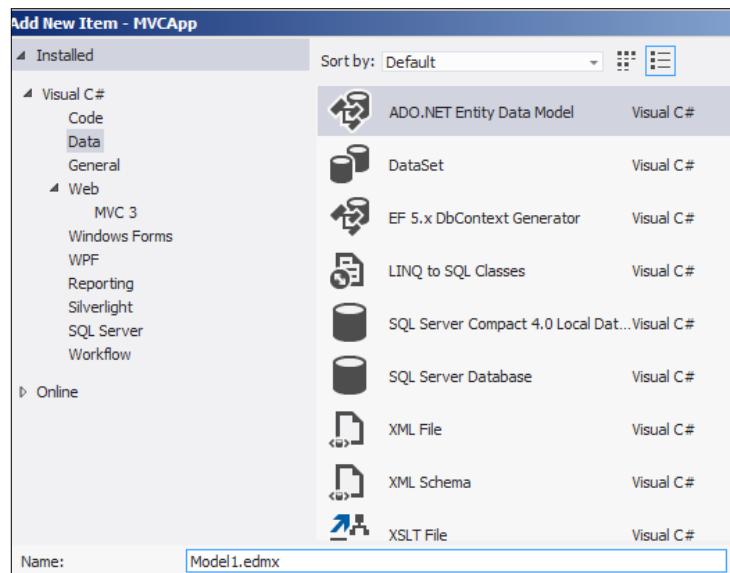 Add New Item - MVCApp
Installed
Sort by: Default
Visual C#
Code
Data
General
Web
MVC 3
Windows Forms
WPF
Reporting
Silverlight
SQL Server
Workflow
Online
ADO.NET Entity Data Model Visual C#
DataSet Visual C#
EF 5.x DbContext Generator Visual C#
LINQ to SQL Classes Visual C#
SQL Server Compact 4.0 Local Dat... Visual C#
SQL Server Database Visual C#
XML File Visual C#
XML Schema Visual C#
XSLT File Visual C#
Name: Model1.edmx